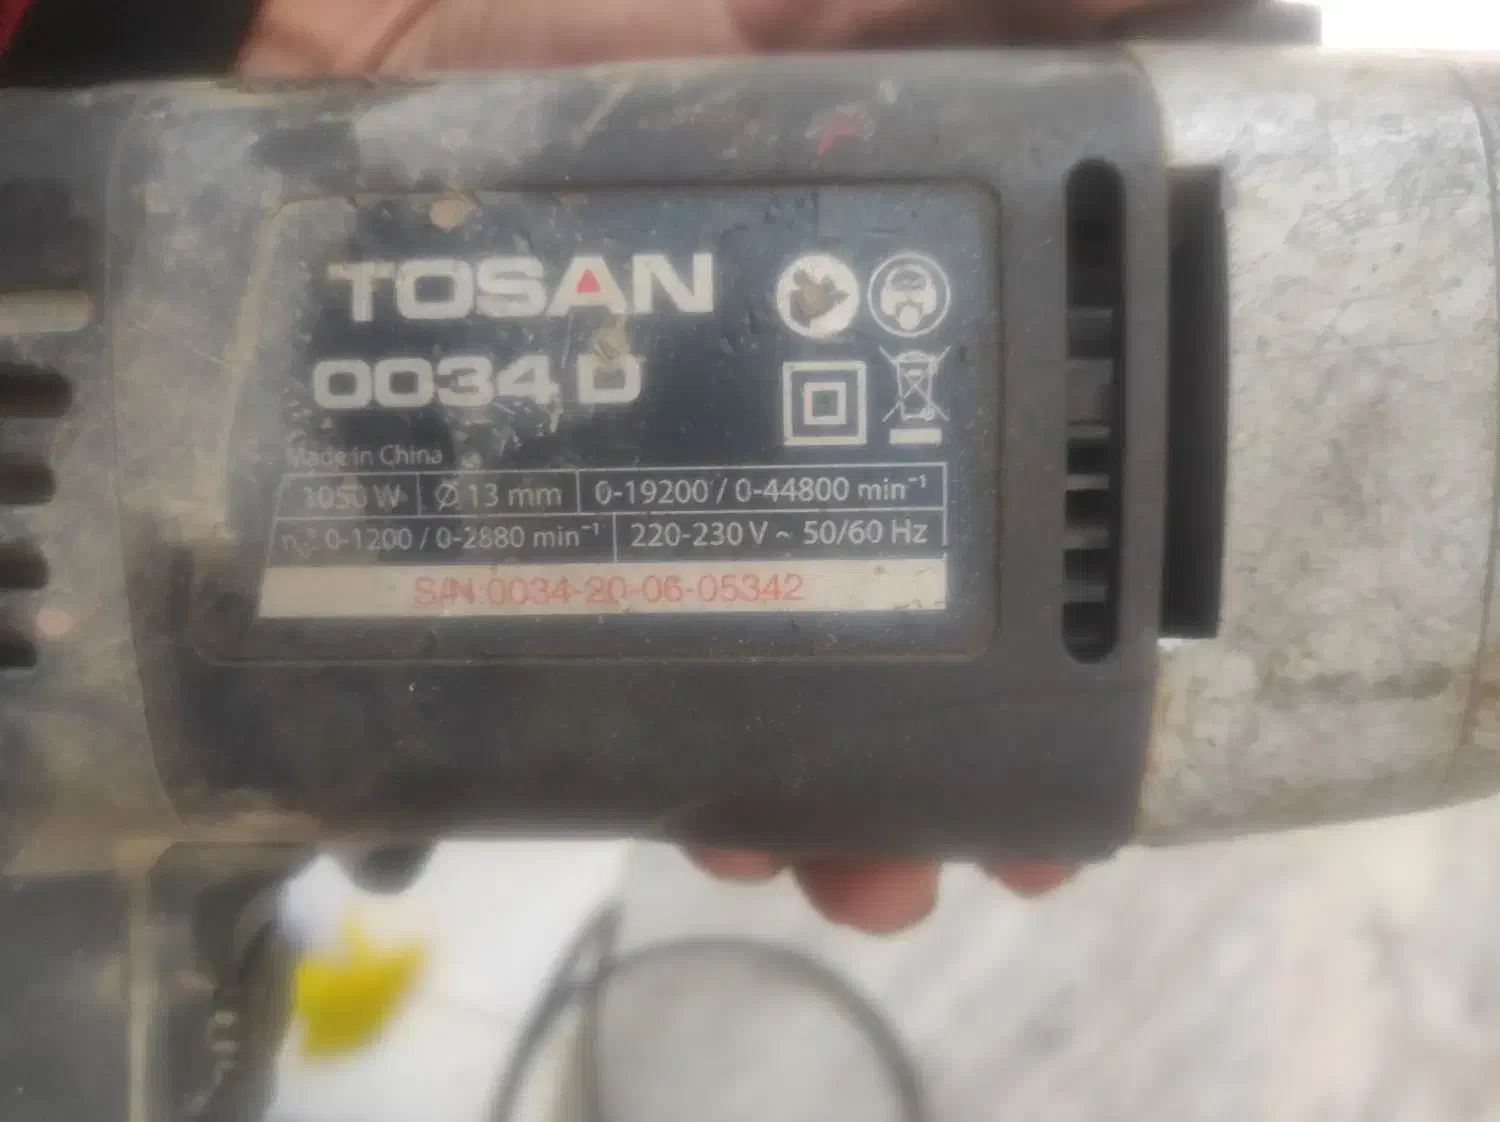 TOSAN
0034 D
Made in China
1050 W Ø 13 mm 0-19200 / 0-44800 min⁻¹
0-1200 / 0-2880 min⁻¹ 220-230 V ~ 50/60 Hz
S/N:0034-20-06-05342